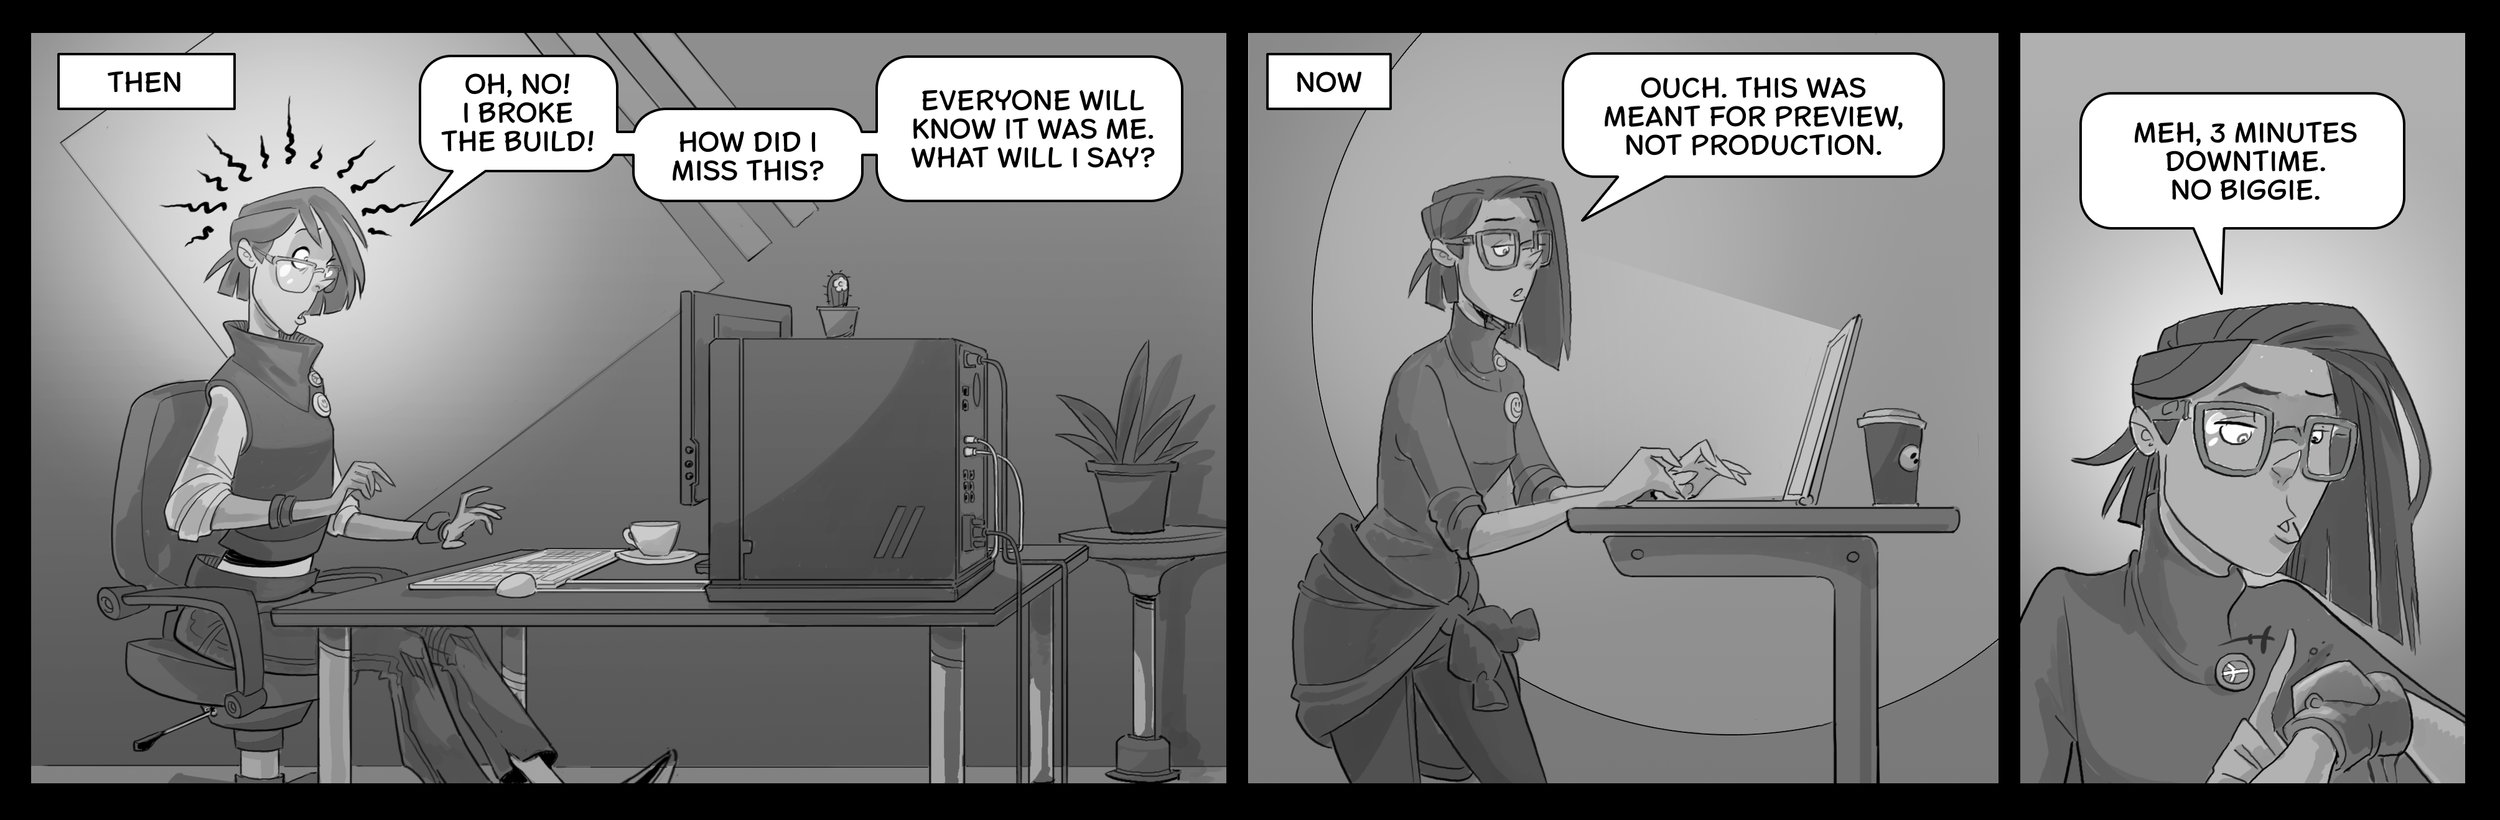 THEN
OH, NO!
I BROKE
THE BUILD!
HOW DID I
MISS THIS?
EVERYONE WILL
KNOW IT WAS ME.
WHAT WILL I SAY?
NOW
OUCH. THIS WAS
MEANT FOR PREVIEW,
NOT PRODUCTION.
MEH, 3 MINUTES
DOWNTIME.
NO BIGGIE.